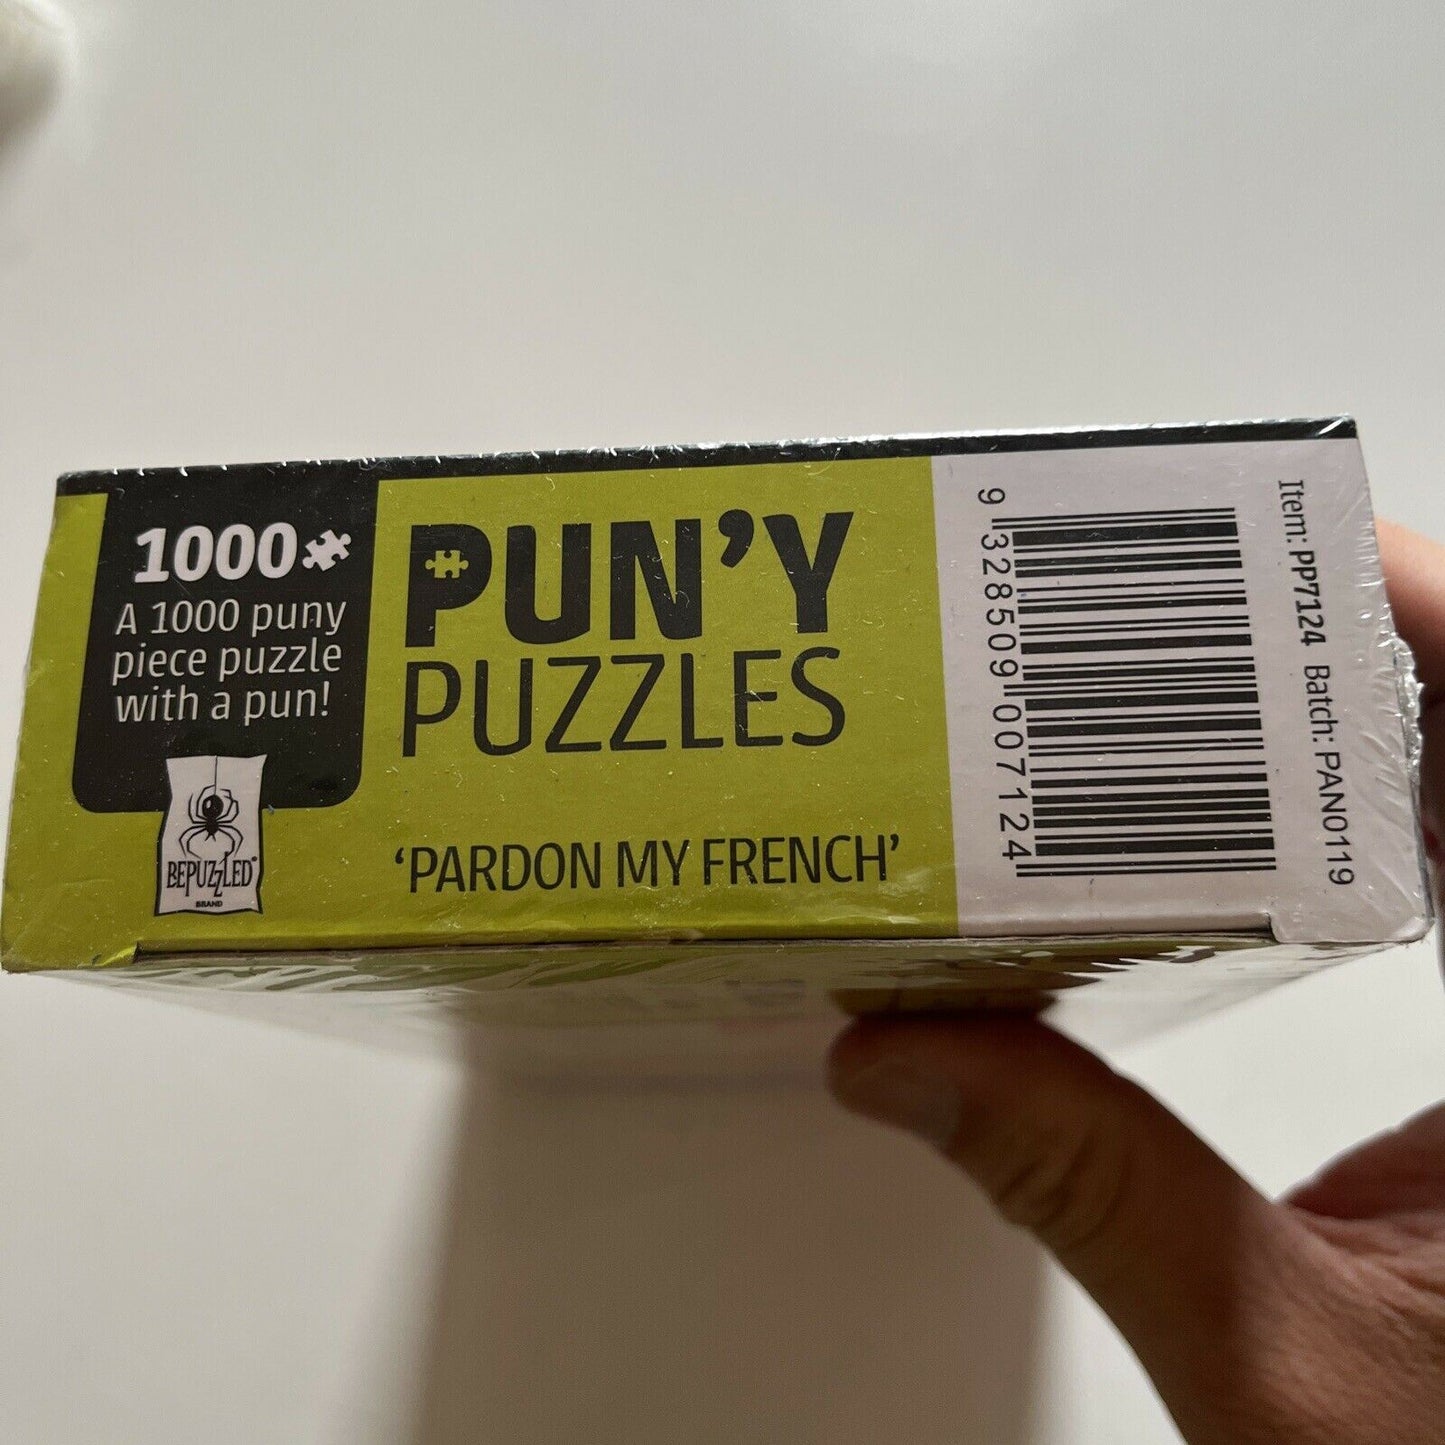 1000
A 1000 puny
piece puzzle
with a pun!
BEPUZZLED®
BRAND
PUN'Y
PUZZLES
‘PARDON MY FRENCH’
9 328509 007124
Item: PP7124 Batch: PAN0119